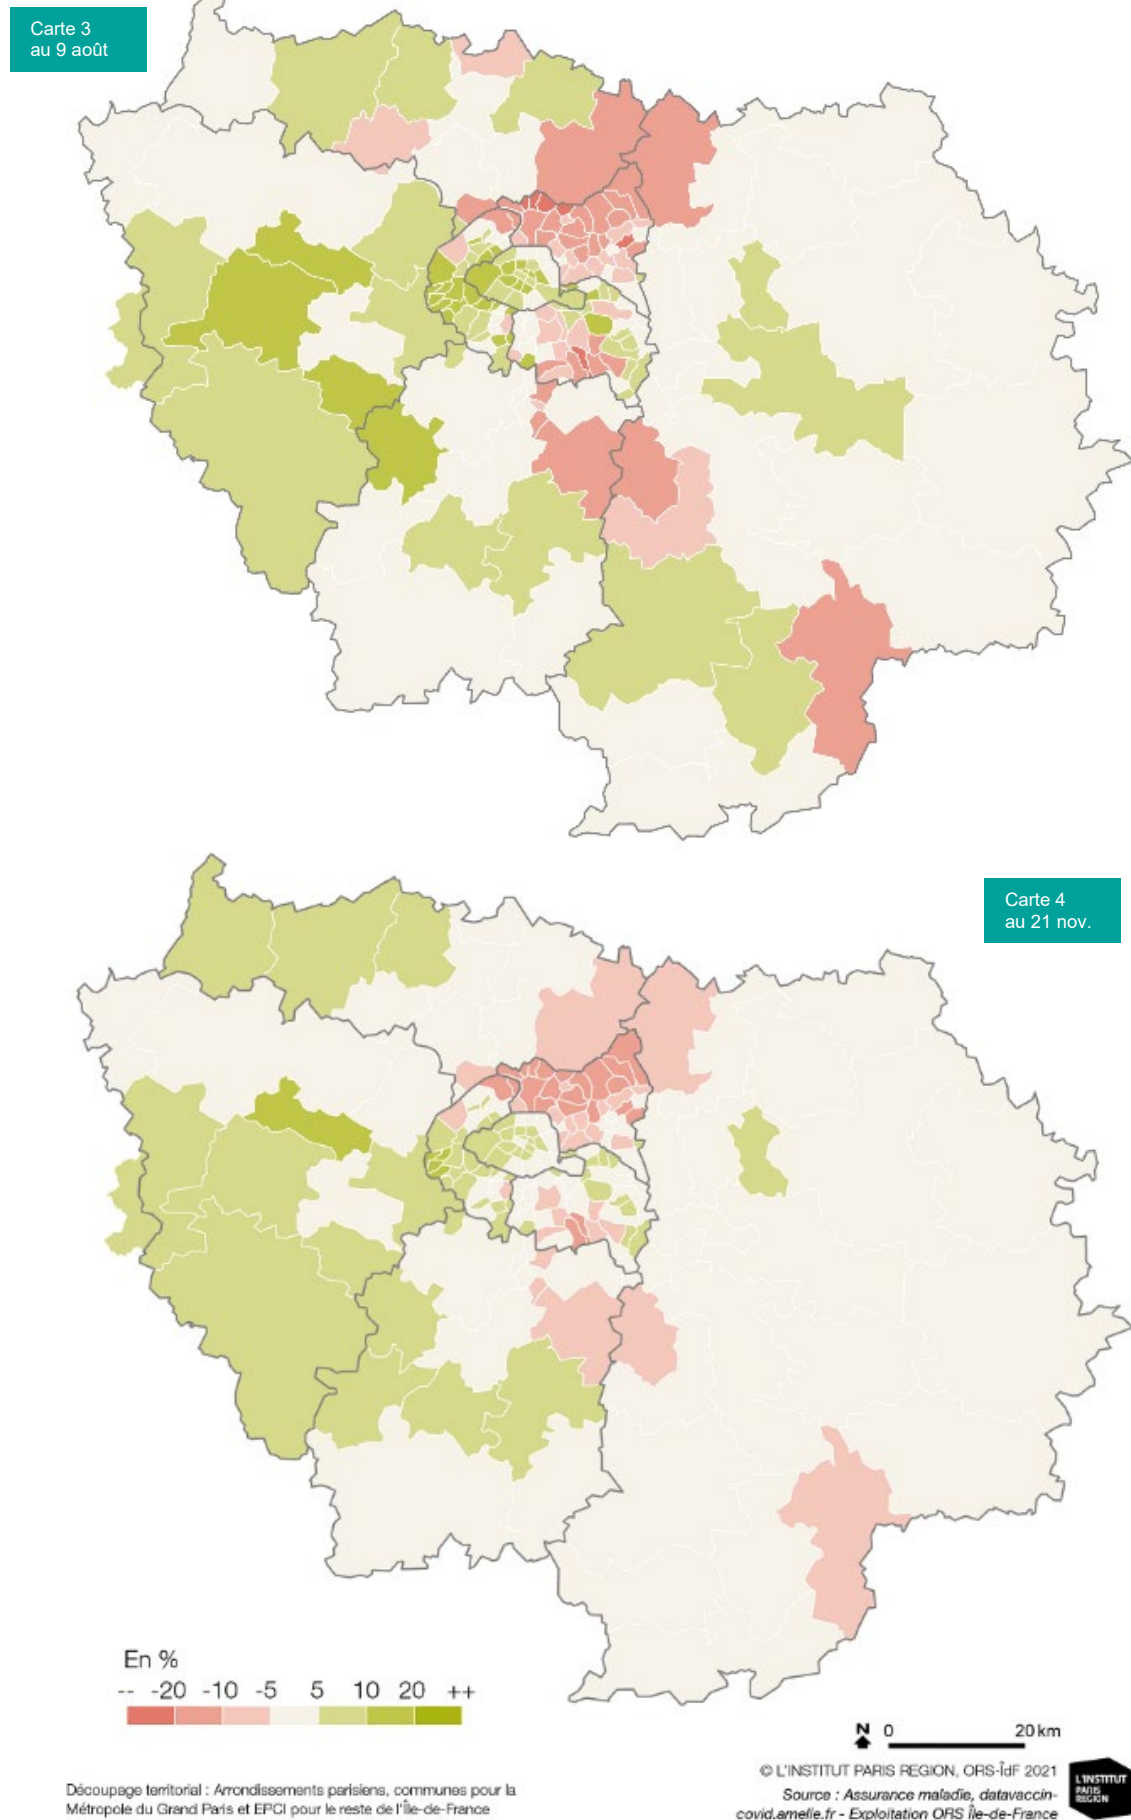 Carte 3
au 9 août
Carte 4
au 21 nov.
En %
-- -20 -10 -5 5 10 20 ++
N 0 20 km
© L'INSTITUT PARIS REGION, ORS-ÎdF 2021
Source : Assurance maladie, datavaccin-
covid.amelie.fr - Exploitation ORS Île-de-France
L'INSTITUT
PARIS
REGION
Découpage territorial : Arrondissements parisiens, communes pour la
Métropole du Grand Paris et EPCI pour le reste de l'Île-de-France